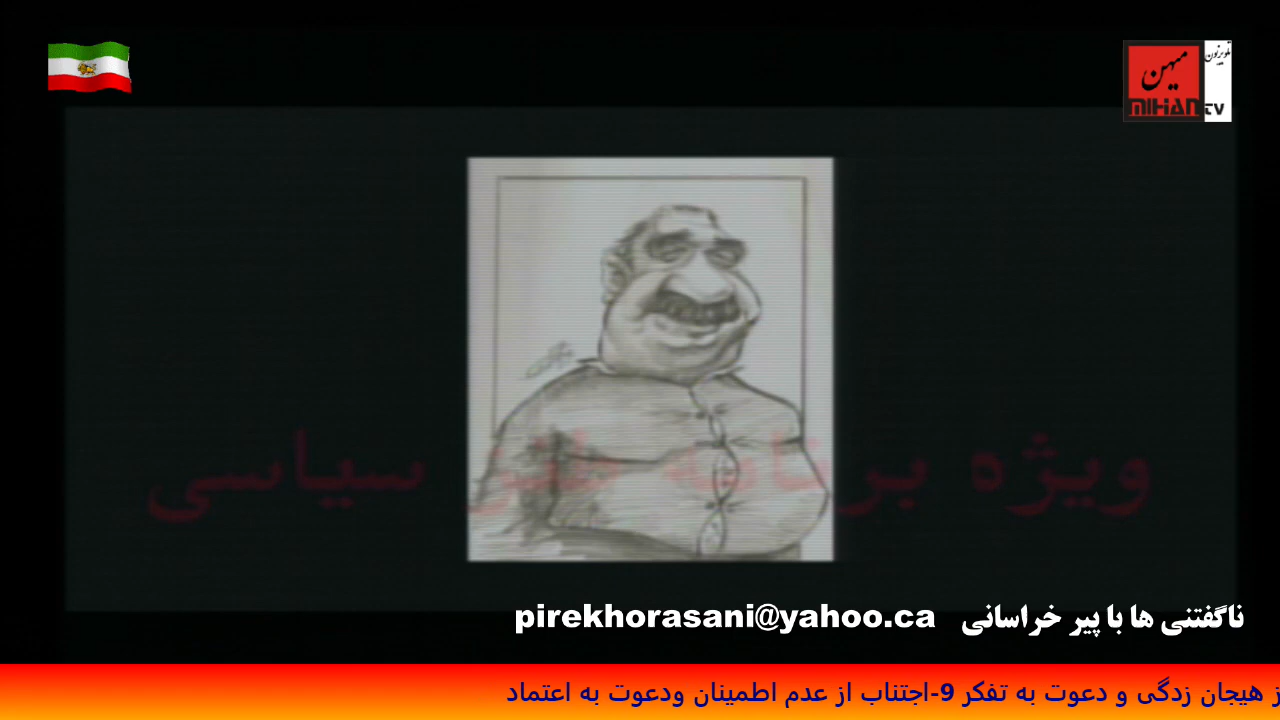 تلویزیون
میهن
MIHAN TV
ویژه برنامه طنز سیاسی
ناگفتنی ها با پیر خراسانی pirekhorasani@yahoo.ca
ز هیجان زدگی و دعوت به تفکر 9-اجتناب از عدم اطمینان ودعوت به اعتماد